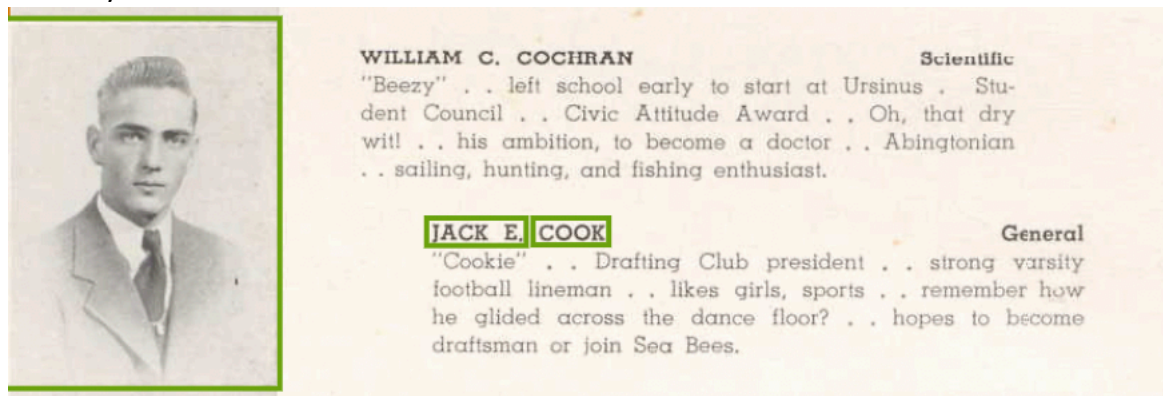 WILLIAM C. COCHRAN Scientific
"Beezy" . . left school early to start at Ursinus . Stu-
dent Council . . Civic Attitude Award . . Oh, that dry
wit! . . his ambition, to become a doctor . . Abingtonian
. . sailing, hunting, and fishing enthusiast.
JACK E. COOK General
"Cookie" . . Drafting Club president . . strong varsity
football lineman . . likes girls, sports . . remember how
he glided across the dance floor? . . hopes to become
draftsman or join Sea Bees.